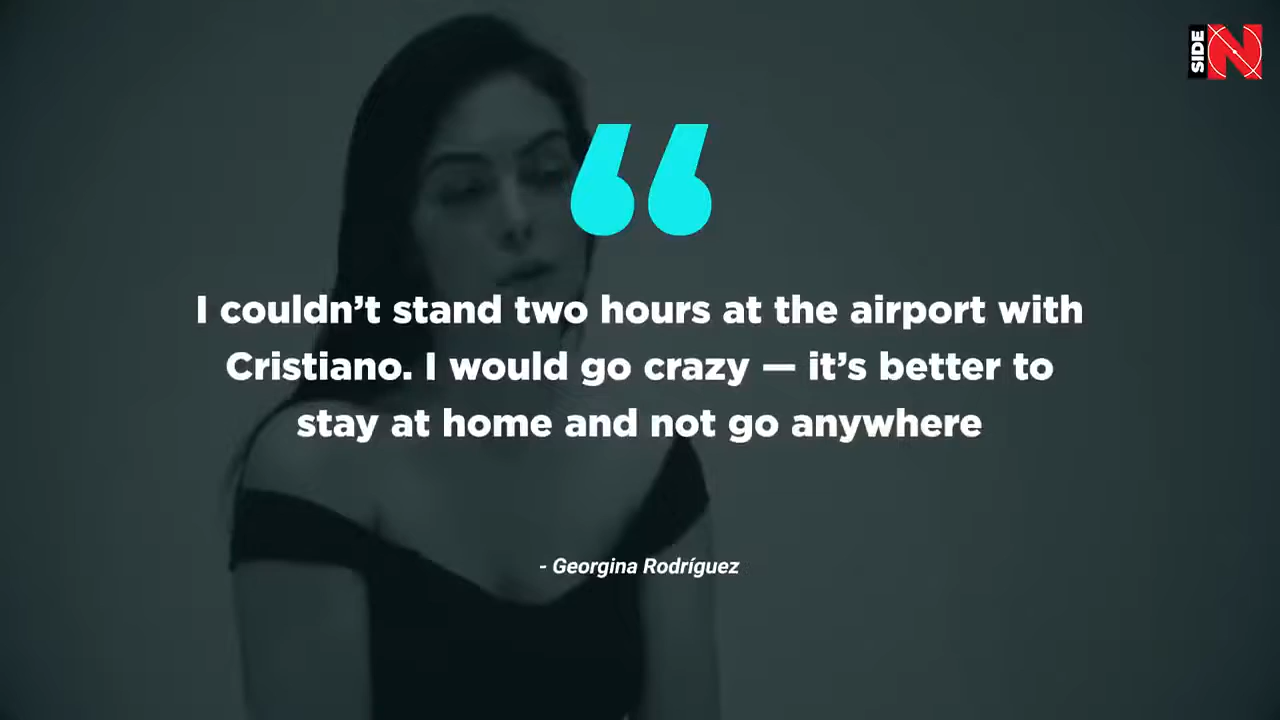 SIDE N
“
I couldn’t stand two hours at the airport with
Cristiano. I would go crazy — it’s better to
stay at home and not go anywhere
- Georgina Rodríguez